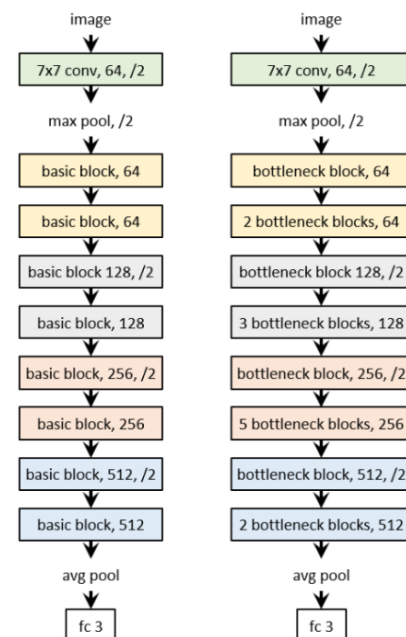 image
7x7 conv, 64, /2
max pool, /2
basic block, 64
basic block, 64
basic block 128, /2
basic block, 128
basic block, 256, /2
basic block, 256
basic block, 512, /2
basic block, 512
avg pool
fc 3
image
7x7 conv, 64, /2
max pool, /2
bottleneck block, 64
2 bottleneck blocks, 64
bottleneck block 128, /2
3 bottleneck blocks, 128
bottleneck block, 256, /2
5 bottleneck blocks, 256
bottleneck block, 512, /2
2 bottleneck blocks, 512
avg pool
fc 3